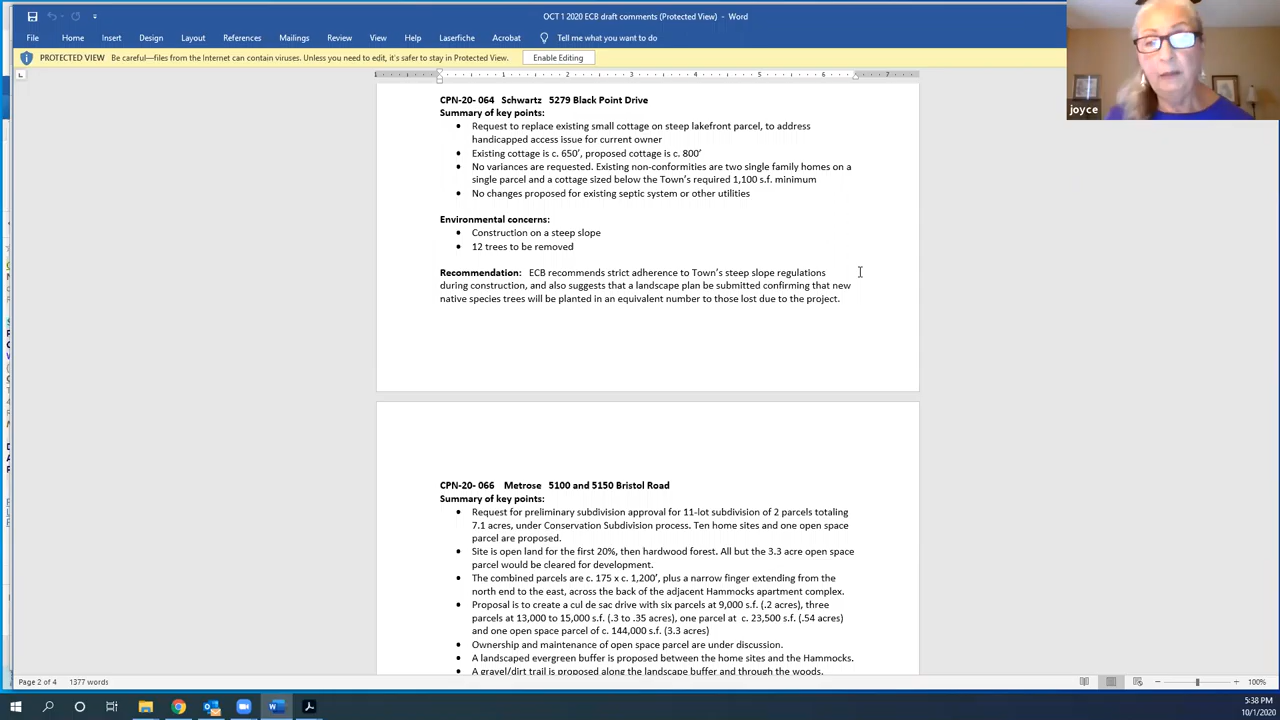 OCT 1 2020 ECB draft comments (Protected View) - Word
File Home Insert Design Layout References Mailings Review View Help Laserfiche Acrobat Tell me what you want to do
PROTECTED VIEW Be careful—files from the Internet can contain viruses. Unless you need to edit, it's safer to stay in Protected View. Enable Editing
joyce
1 1 2 3 4 5 6 7
CPN-20- 064 Schwartz 5279 Black Point Drive
Summary of key points:
• Request to replace existing small cottage on steep lakefront parcel, to address
handicapped access issue for current owner
• Existing cottage is c. 650’, proposed cottage is c. 800’
• No variances are requested. Existing non-conformities are two single family homes on a
single parcel and a cottage sized below the Town’s required 1,100 s.f. minimum
• No changes proposed for existing septic system or other utilities
Environmental concerns:
• Construction on a steep slope
• 12 trees to be removed
Recommendation: ECB recommends strict adherence to Town’s steep slope regulations
during construction, and also suggests that a landscape plan be submitted confirming that new
native species trees will be planted in an equivalent number to those lost due to the project.
CPN-20- 066 Metrose 5100 and 5150 Bristol Road
Summary of key points:
• Request for preliminary subdivision approval for 11-lot subdivision of 2 parcels totaling
7.1 acres, under Conservation Subdivision process. Ten home sites and one open space
parcel are proposed.
• Site is open land for the first 20%, then hardwood forest. All but the 3.3 acre open space
parcel would be cleared for development.
• The combined parcels are c. 175 x c. 1,200’, plus a narrow finger extending from the
north end to the east, across the back of the adjacent Hammocks apartment complex.
• Proposal is to create a cul de sac drive with six parcels at 9,000 s.f. (.2 acres), three
parcels at 13,000 to 15,000 s.f. (.3 to .35 acres), one parcel at c. 23,500 s.f. (.54 acres)
and one open space parcel of c. 144,000 s.f. (3.3 acres)
• Ownership and maintenance of open space parcel are under discussion.
• A landscaped evergreen buffer is proposed between the home sites and the Hammocks.
• A gravel/dirt trail is proposed along the landscape buffer and through the woods.
Page 2 of 4 1377 words 100%
5:38 PM
10/1/2020